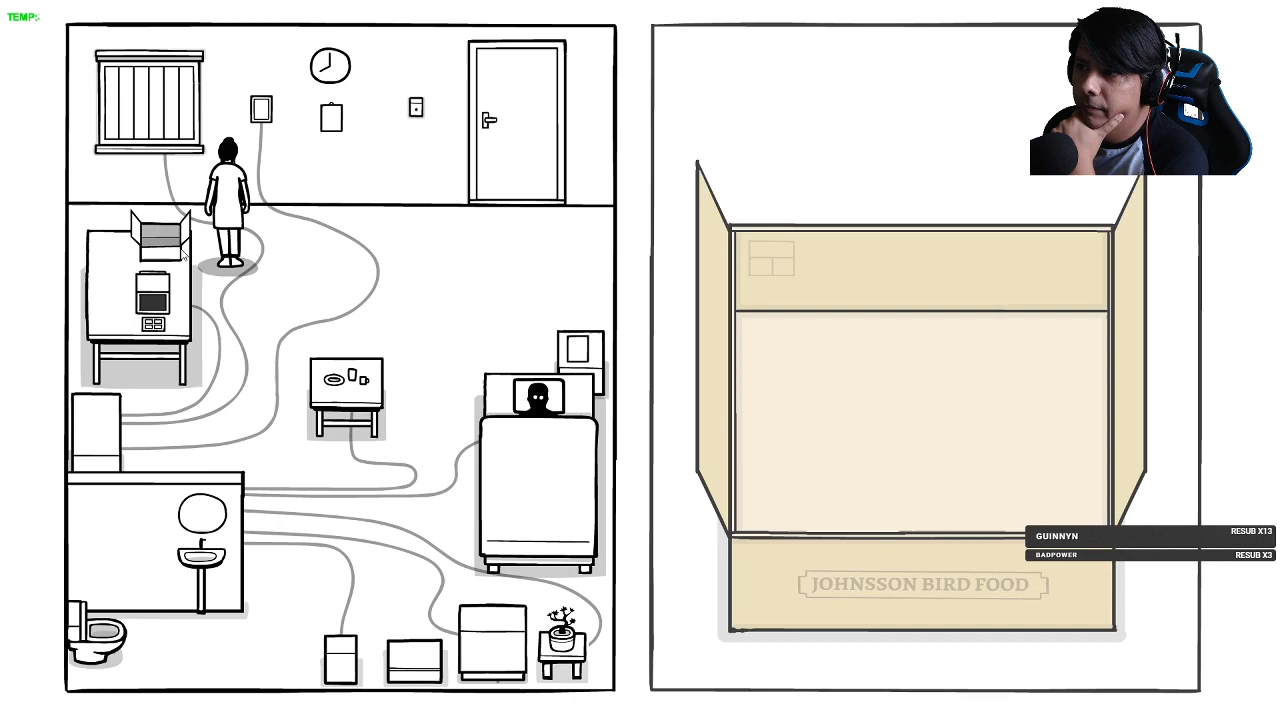 TEMP:
GUINNYN RESUB X13
BADPOWER RESUB X3
JOHNSSON BIRD FOOD